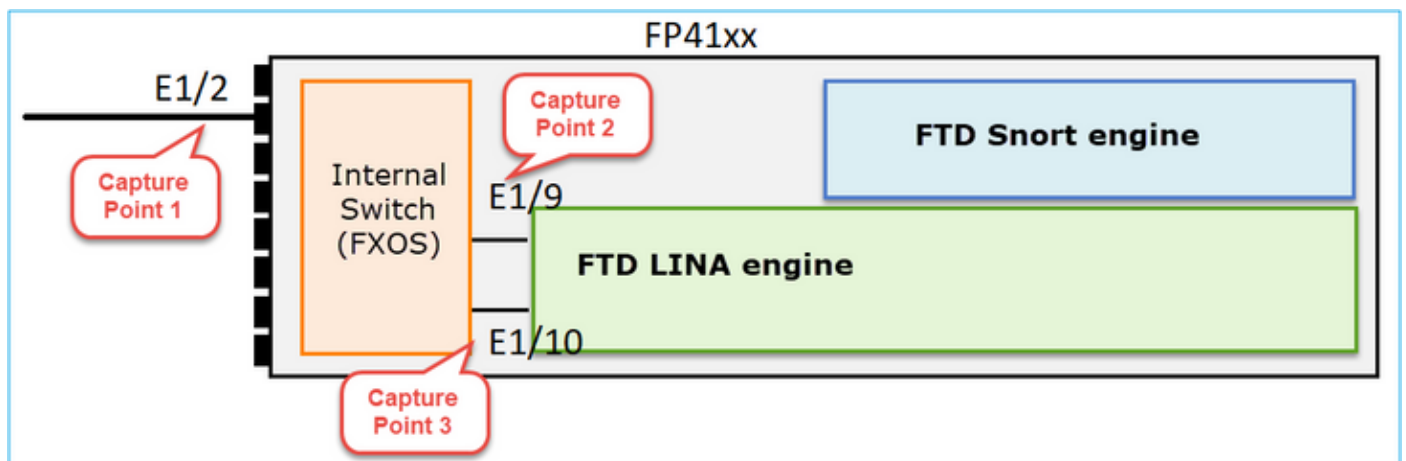 FP41xx
E1/2
Capture
Point 1
Internal
Switch
(FXOS)
Capture
Point 2
E1/9
E1/10
Capture
Point 3
FTD Snort engine
FTD LINA engine